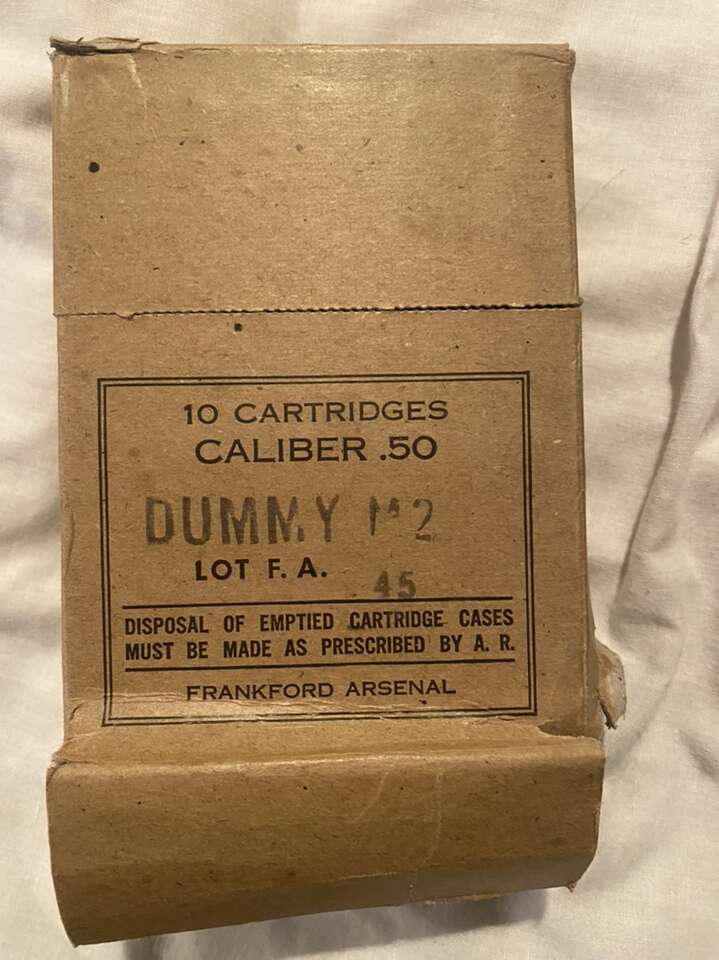 10 CARTRIDGES
CALIBER .50
DUMMY M2
LOT F. A. 45
DISPOSAL OF EMPTIED CARTRIDGE CASES
MUST BE MADE AS PRESCRIBED BY A. R.
FRANKFORD ARSENAL